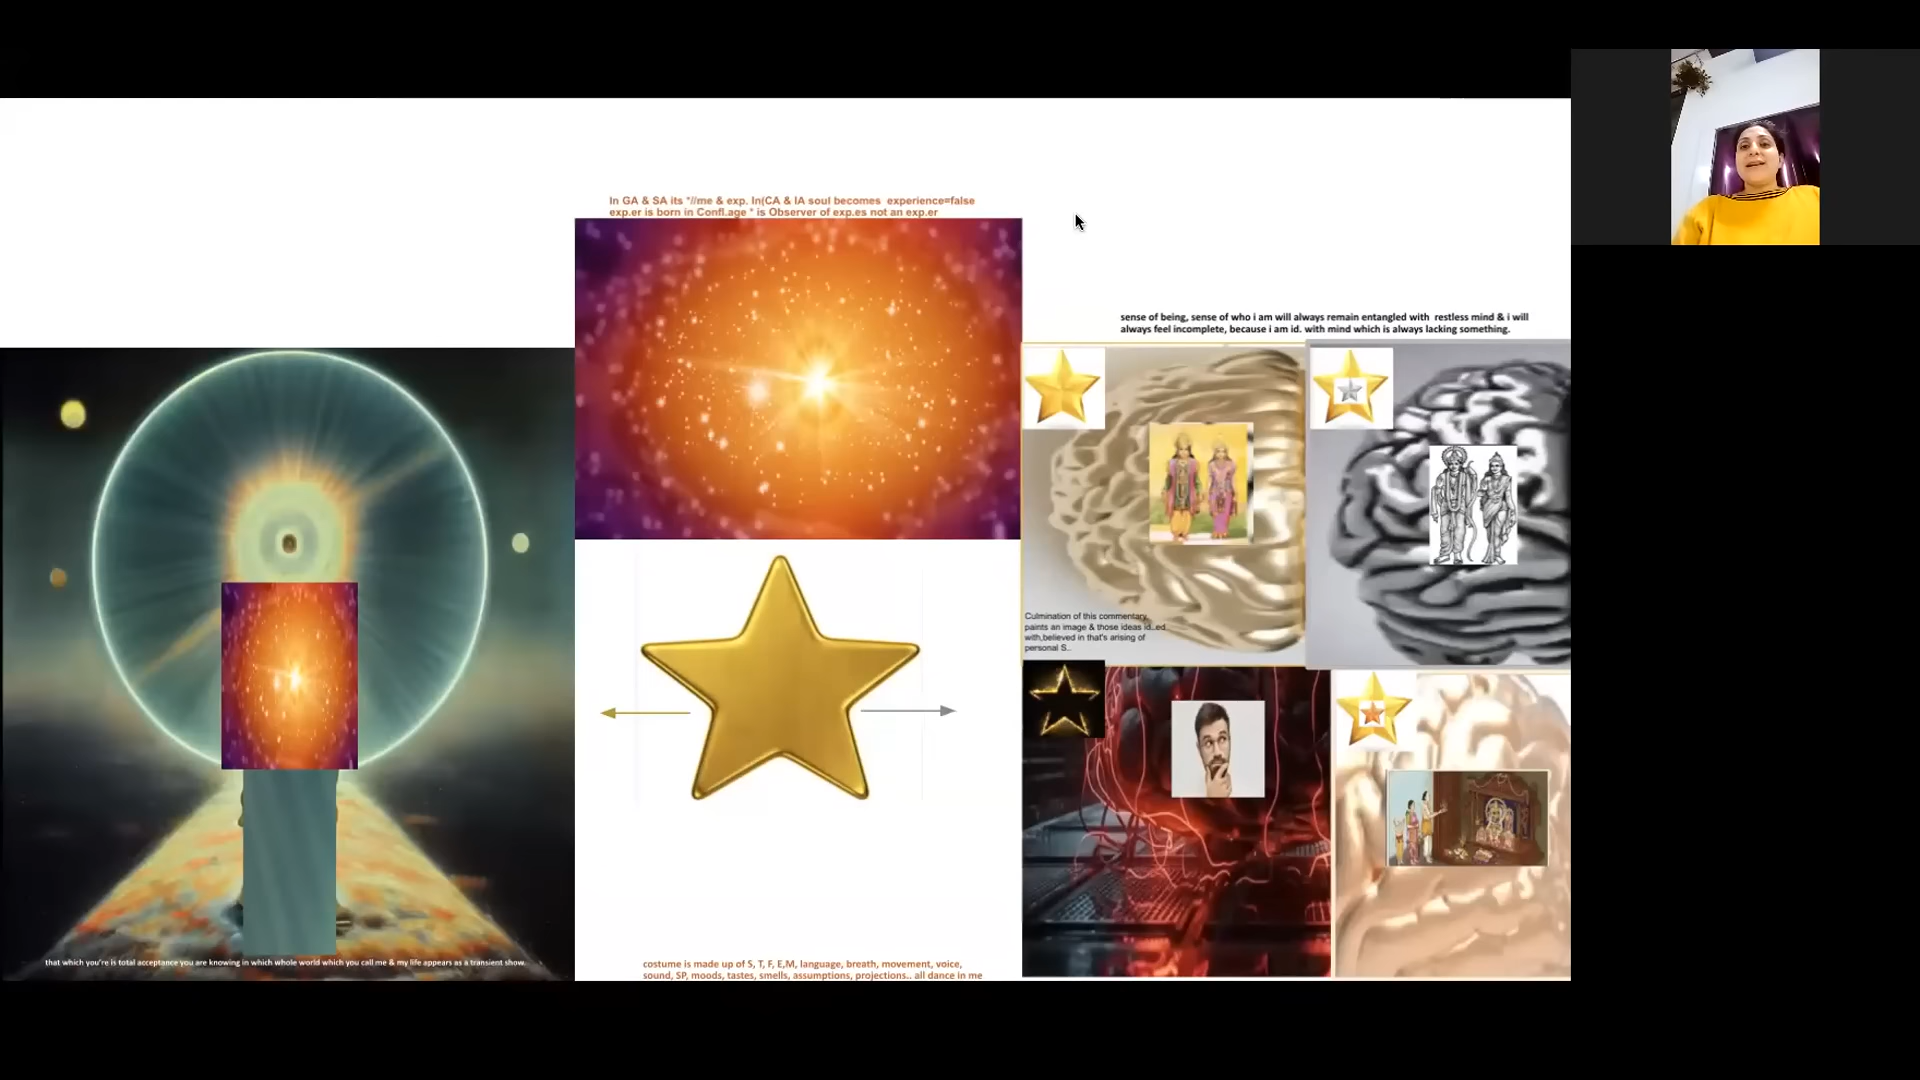 In GA & SA its *//me & exp. In(CA & IA soul becomes experience=false
exp.er is born in Confl.age * is Observer of exp.es not an exp.er
sense of being, sense of who i am will always remain entangled with restless mind & i will
always feel incomplete, because i am id. with mind which is always lacking something.
Culmination of this commentary,
paints an image & those ideas id..ed
with,believed in that's arising of
personal S..
that which you're is total acceptance you are knowing in which whole world which you call me & my life appears as a transient show.
costume is made up of S, T, F, E,M, language, breath, movement, voice,
sound, SP, moods, tastes, smells, assumptions, projections.. all dance in me